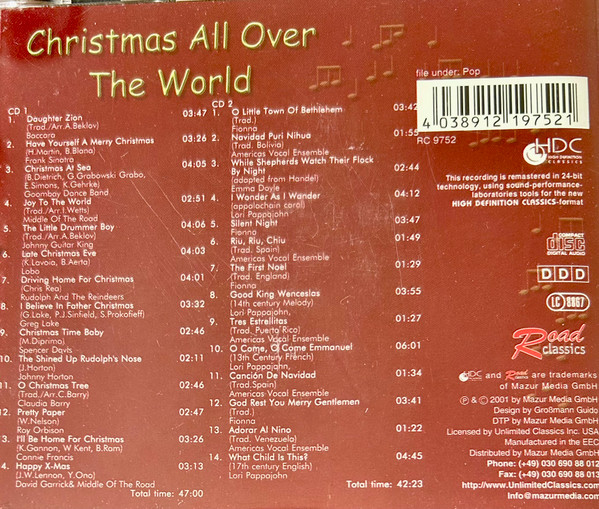 Christmas All Over
The World
file under: Pop
4 038912 197521
RC 9752
HDC
HIGH DEFINITION
CLASSICS
This recording is remastered in 24-bit
technology, using sound-performance-
laboratories tools for the new
HIGH DEFINITION CLASSICS-format
COMPACT
disc
DIGITAL AUDIO
DDD
LC 8867
Road
classics
HDC and Road are trademarks
of Mazur Media GmbH
℗ & © 2001 by Mazur Media GmbH
Design by Großmann Guido
DTP by Mazur Media GmbH
Licensed by Unlimited Classics Inc. USA
Manufactured in the EEC
Distributed by Mazur Media GmbH
Phone: (+49) 030 690 88 012
Fax: (+49) 030 690 88 013
http://www.UnlimitedClassics.com
Info@mazurmedia.com
CD 1
1. Daughter Zion 03:47
(Trad./Arr.A.Beklov)
Baccara
2. Have Yourself A Merry Christmas 03:26
(H.Martin, B.Blana)
Frank Sinatra
3. Christmas At Sea 04:05
(B.Dietrich, G.Grabowski Grabo,
E.Simons, K.Gehrke)
Goombay Dance Band
4. Joy To The World 02:51
(Trad./Arr.I.Wetts)
Middle Of The Road
5. The Little Drummer Boy 04:06
(Trad./Arr.A.Beklov)
Johnny Guitar King
6. Late Christmas Eve 04:03
(K.Lavoia, B.Aerta)
Lobo
7. Driving Home For Christmas 04:01
(Chris Rea)
Rudolph And The Reindeers
8. I Believe In Father Christmas 03:32
(G.Lake, P.J.Sinfield, S.Prokofieff)
Greg Lake
9. Christmas Time Baby 02:46
(M.Diprima)
Spencer Davis
10. The Shined Up Rudolph's Nose 02:11
(J.Horton)
Johnny Horton
11. O Christmas Tree 02:46
(Trad./Arr.C.Barry)
Claudia Barry
12. Pretty Paper 02:47
(W.Nelson)
Roy Orbison
13. I'll Be Home For Christmas 03:26
(K.Gannon, W Kent, B.Ram)
Connie Francis
14. Happy X-Mas 03:13
(J.W.Lennon, Y.Ono)
David Garrick& Middle Of The Road
Total time: 47:00
CD 2
1. O Little Town Of Bethlehem 03:42
(Trad.)
Fionna
2. Navidad Puri Nihua 01:55
(Trad. Bolivia)
Americas Vocal Ensemble
3. While Shepherds Watch Their Flock
By Night 02:44
(adapted from Handel)
Emma Doyle
4. I Wonder As I Wander 04:12
(appolachain carol)
Lori Pappajohn
5. Silent Night 03:47
Fionna
6. Riu, Riu, Chiu 01:49
(Trad. Spain)
Americas Vocal Ensemble
7. The First Noel 01:29
(Trad. England)
Fionna
8. Good King Wenceslas 03:55
(14th century Melody)
Lori Pappajohn,
9. Tres Estrellitas 01:27
(Trad. Puerto Rico)
Americas Vocal Ensemble
10. O Come, O Come Emmanuel 06:01
(13th Century French)
Lori Pappajohn,
11. Canción De Navidad 01:34
(Trad.Spain)
Americas Vocal Ensemble
12. God Rest You Merry Gentlemen 03:41
(Trad.)
Fionna
13. Adorar Al Nino 01:22
(Trad. Venezuela)
Americas Vocal Ensemble
14. What Child Is This? 04:45
(17th century English)
Lori Pappajohn
Total time: 42:23